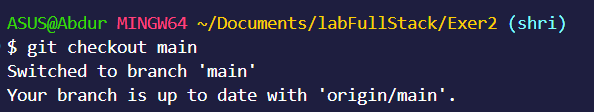 ASUS@Abdur MINGW64 ~/Documents/labFullStack/Exer2 (shri)
$ git checkout main
Switched to branch 'main'
Your branch is up to date with 'origin/main'.